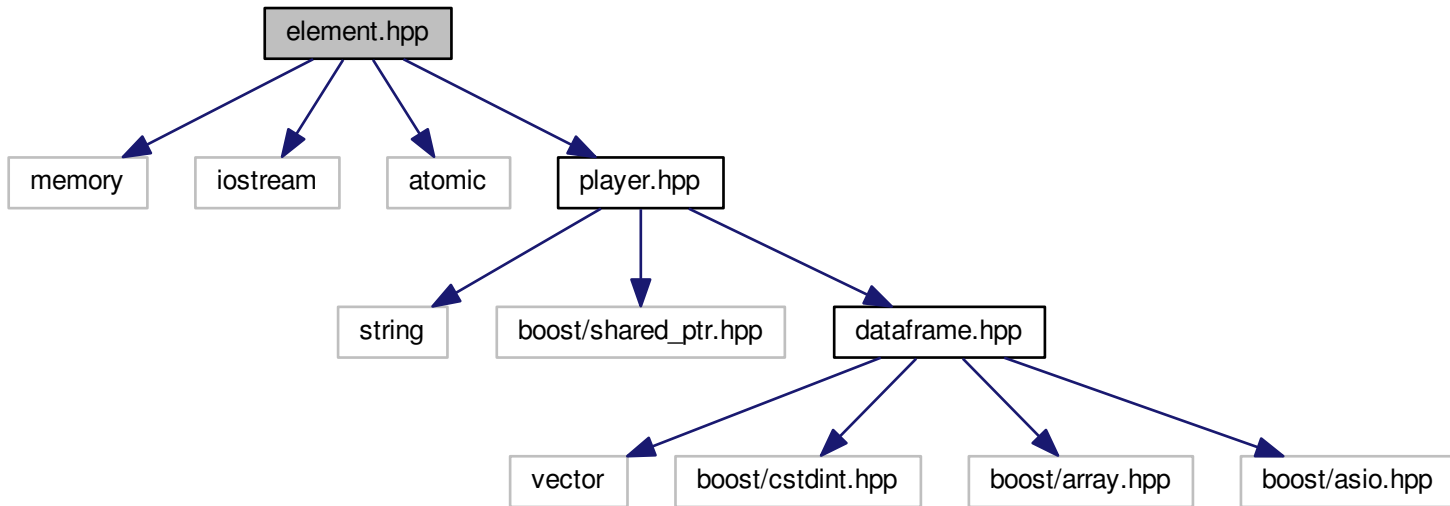 element.hpp
memory
iostream
atomic
player.hpp
string
boost/shared_ptr.hpp
dataframe.hpp
vector
boost/cstdint.hpp
boost/array.hpp
boost/asio.hpp